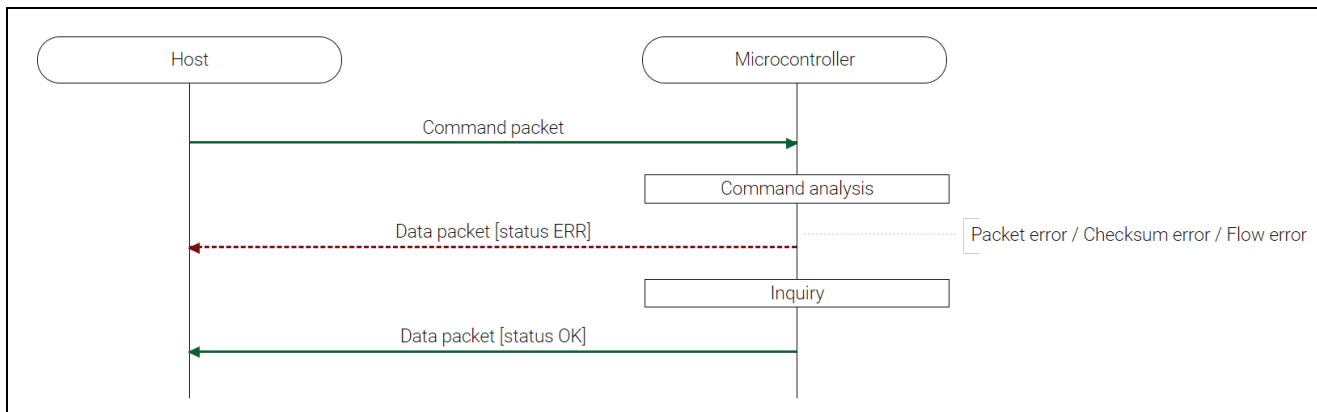 Host
Microcontroller
Command packet
Command analysis
Data packet [status ERR]
Packet error / Checksum error / Flow error
Inquiry
Data packet [status OK]